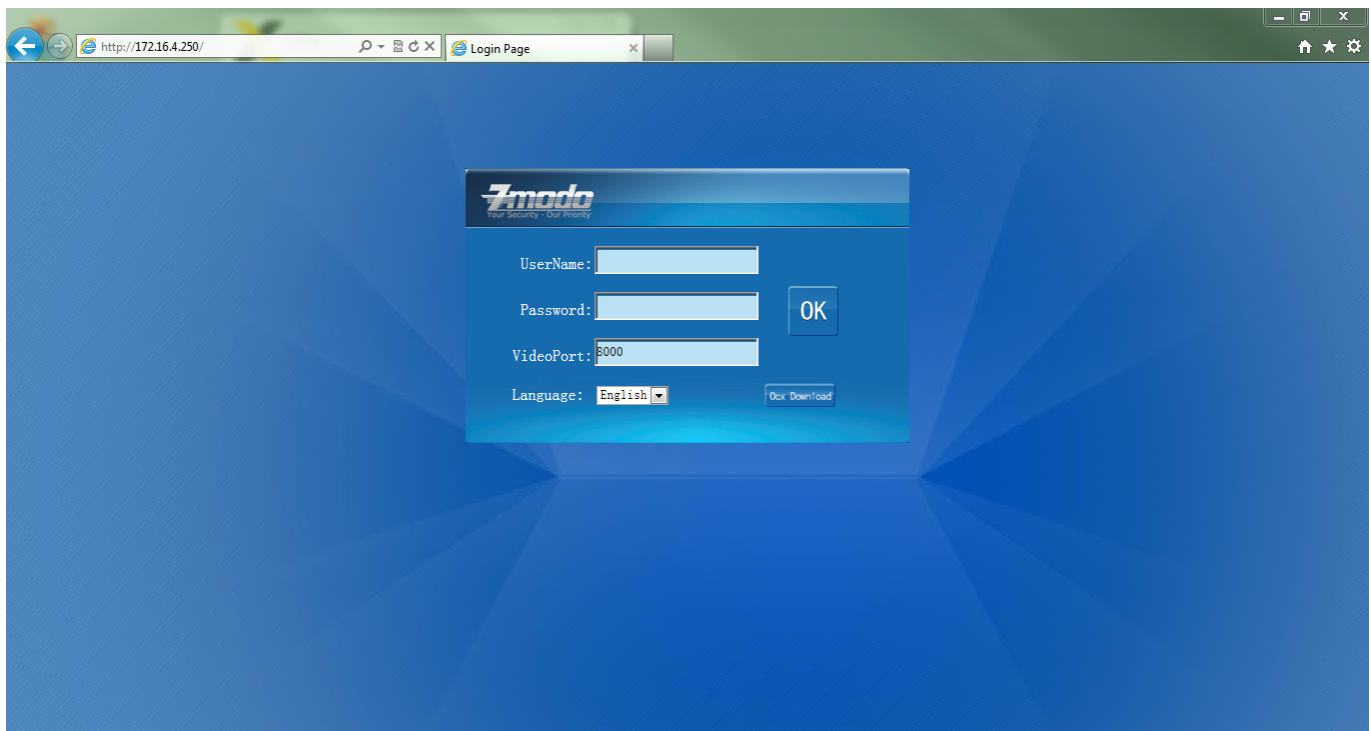 http://172.16.4.250/
Login Page
Zmodo
Your Security - Our Priority
UserName:
Password:
OK
VideoPort: 8000
Language: English
Ocx Download